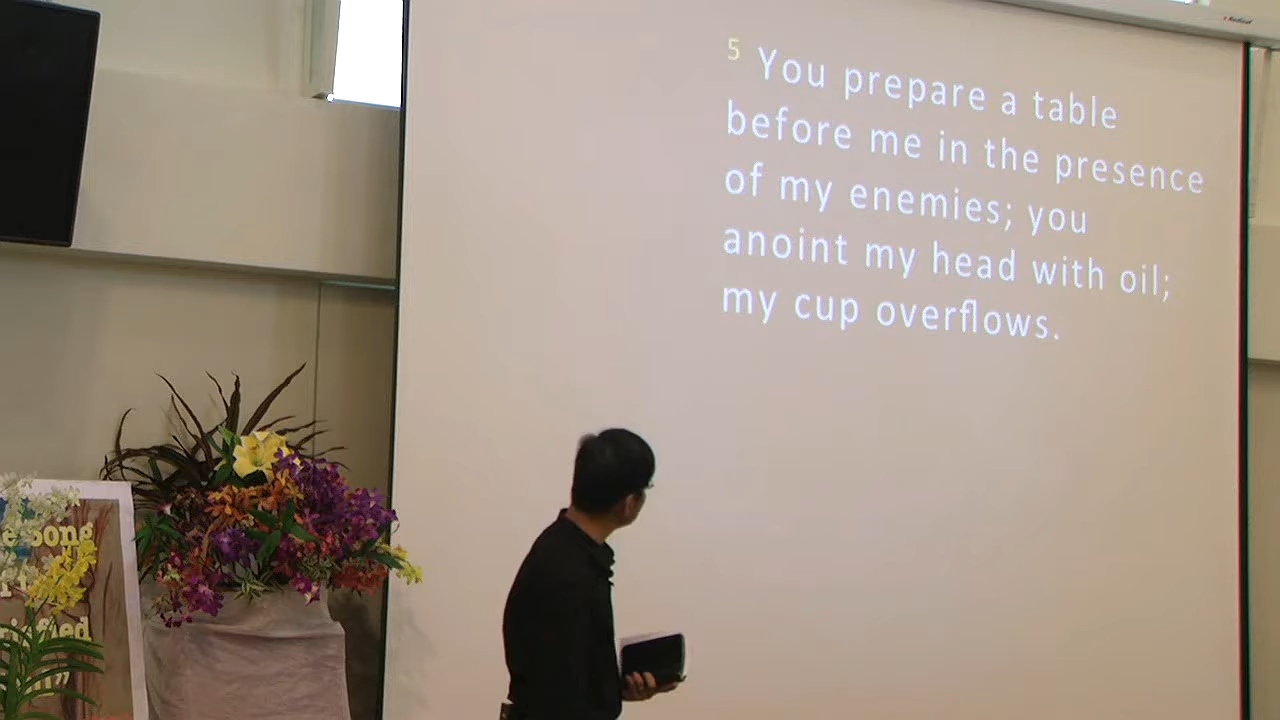 5 You prepare a table
before me in the presence
of my enemies; you
anoint my head with oil;
my cup overflows.
Song